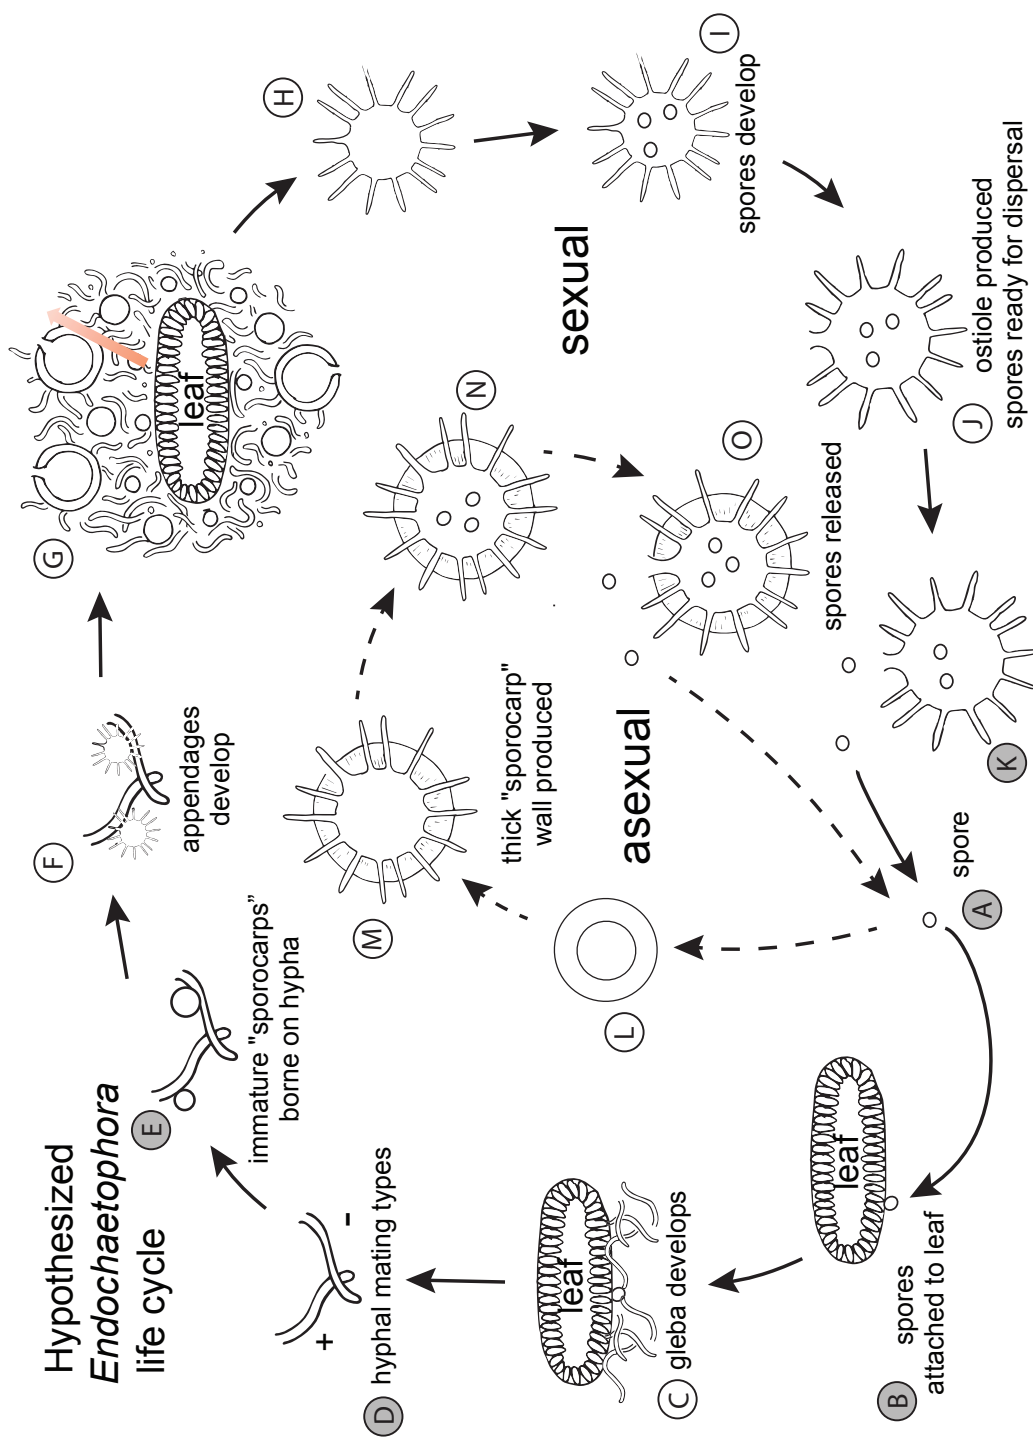 Hypothesized
Endochaetophora
life cycle
A
spore
B
spores
attached to leaf
leaf
C
gleba develops
leaf
D
hyphal mating types
+
-
E
immature "sporocarps”
borne on hypha
F
appendages
develop
G
leaf
H
I
spores develop
J
ostiole produced
spores ready for dispersal
K
spores released
sexual
asexual
L
M
thick "sporocarp"
wall produced
N
O